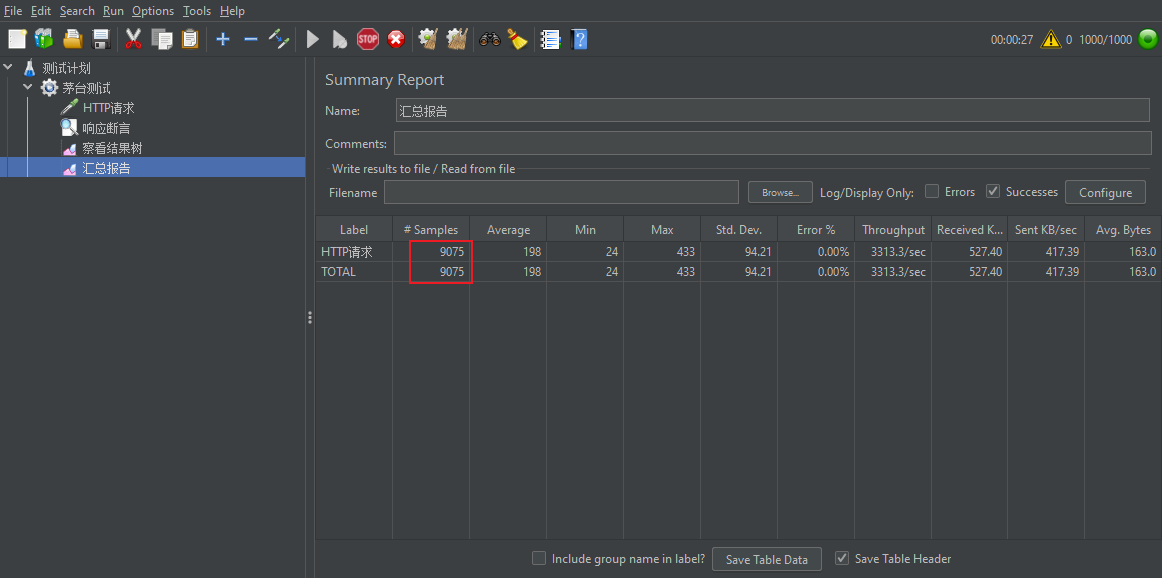 File Edit Search Run Options Tools Help
STOP 00:00:27 0 1000/1000
测试计划
茅台测试
HTTP请求
响应断言
察看结果树
汇总报告
Summary Report
Name: 汇总报告
Comments:
Write results to file / Read from file
Filename Browse... Log/Display Only: Errors Successes Configure
Label # Samples Average Min Max Std. Dev. Error % Throughput Received K... Sent KB/sec Avg. Bytes
HTTP请求 9075 198 24 433 94.21 0.00% 3313.3/sec 527.40 417.39 163.0
TOTAL 9075 198 24 433 94.21 0.00% 3313.3/sec 527.40 417.39 163.0
Include group name in label? Save Table Data Save Table Header